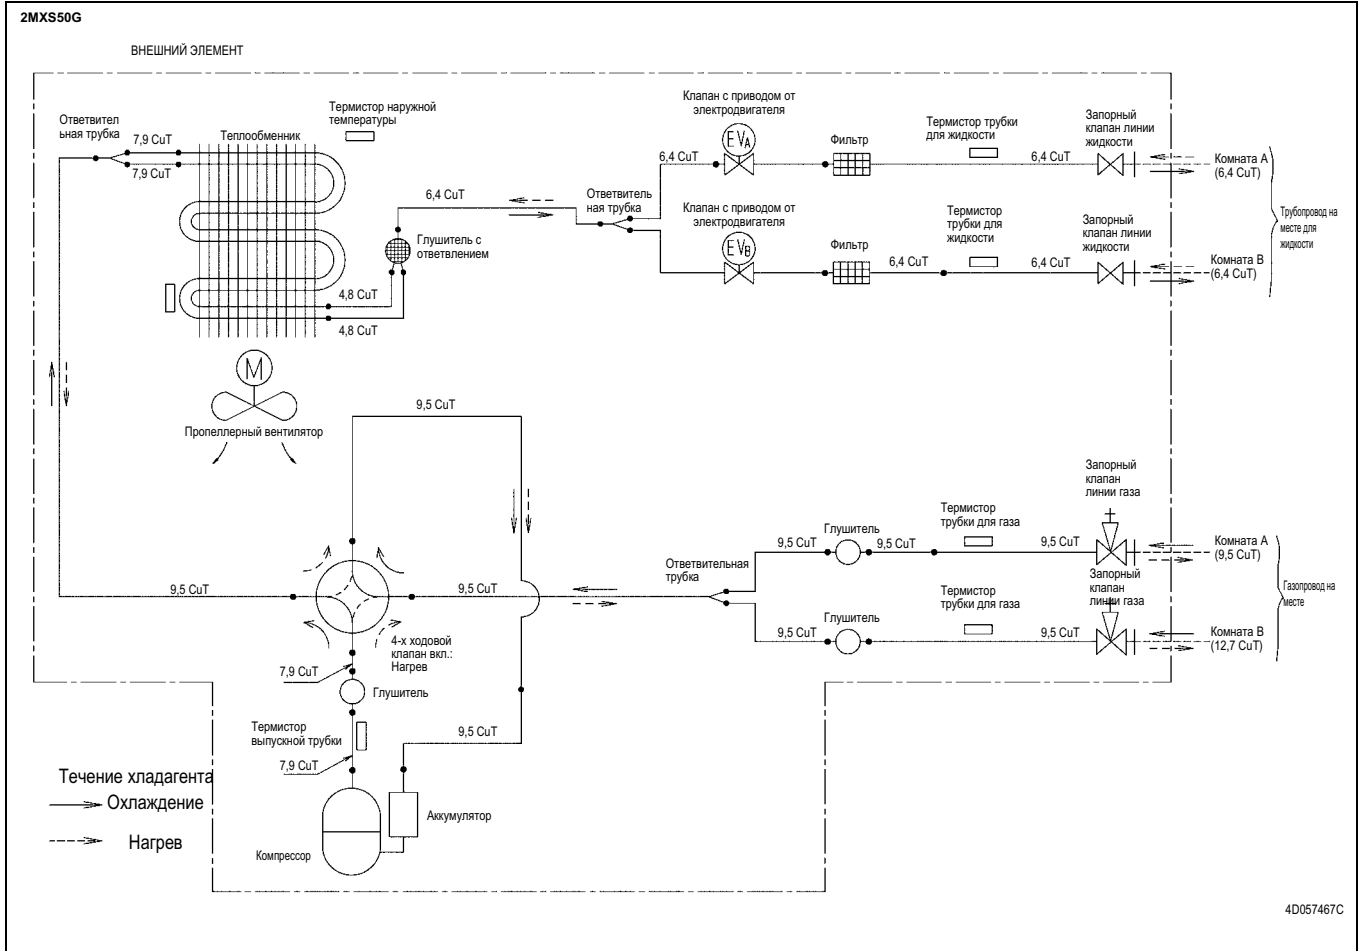 2MXS50G
ВНЕШНИЙ ЭЛЕМЕНТ
Ответвител
ьная трубка
7,9 CuT
7,9 CuT
Теплообменник
Термистор наружной
температуры
6,4 CuT
Глушитель с
ответвлением
4,8 CuT
4,8 CuT
M
Пропеллерный вентилятор
Ответвитель
ная трубка
Клапан с приводом от
электродвигателя
EVA
6,4 CuT
Фильтр
Термистор трубки
для жидкости
6,4 CuT
Запорный
клапан линии
жидкости
Комната A
(6,4 CuT)
Клапан с приводом от
электродвигателя
EVB
Фильтр
6,4 CuT
Термистор
трубки для
жидкости
6,4 CuT
Запорный
клапан линии
жидкости
Комната B
(6,4 CuT)
Трубопровод на
месте для
жидкости
9,5 CuT
9,5 CuT
9,5 CuT
4-х ходовой
клапан вкл.:
Нагрев
7,9 CuT
Глушитель
Термистор
выпускной трубки
7,9 CuT
9,5 CuT
Аккумулятор
Компрессор
Ответвительная
трубка
9,5 CuT
Глушитель
9,5 CuT
Термистор
трубки для газа
9,5 CuT
Запорный
клапан
линии газа
Комната A
(9,5 CuT)
9,5 CuT
Глушитель
Термистор
трубки для газа
9,5 CuT
Запорный
клапан
линии газа
Комната B
(12,7 CuT)
Газопровод на
месте
Течение хладагента
Охлаждение
Нагрев
4D057467C